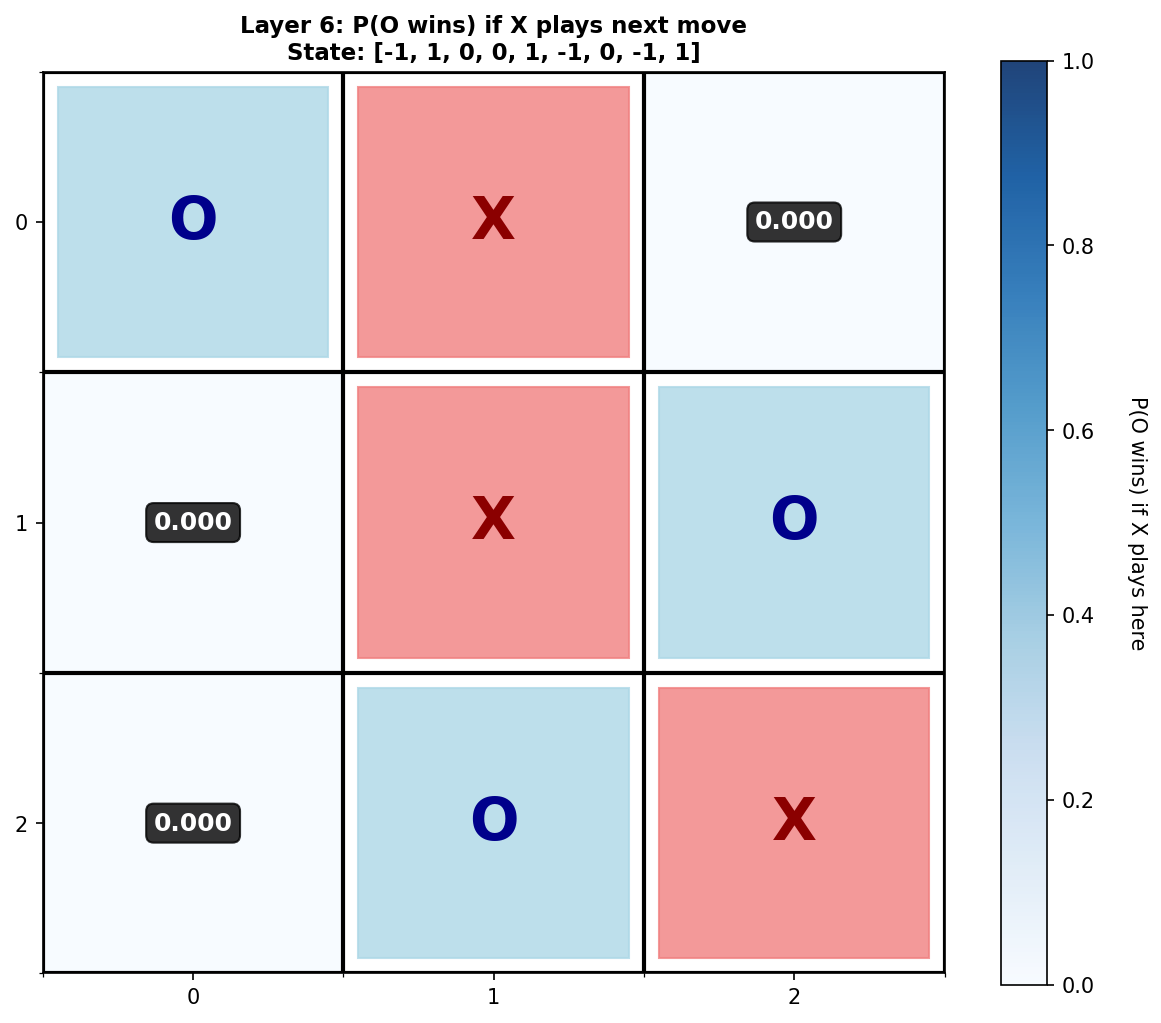 Layer 6: P(O wins) if X plays next move
State: [-1, 1, 0, 0, 1, -1, 0, -1, 1]
0
O
X
0.000
1
0.000
X
O
2
0.000
O
X
0
1
2
1.0
0.8
0.6
0.4
0.2
0.0
P(O wins) if X plays here